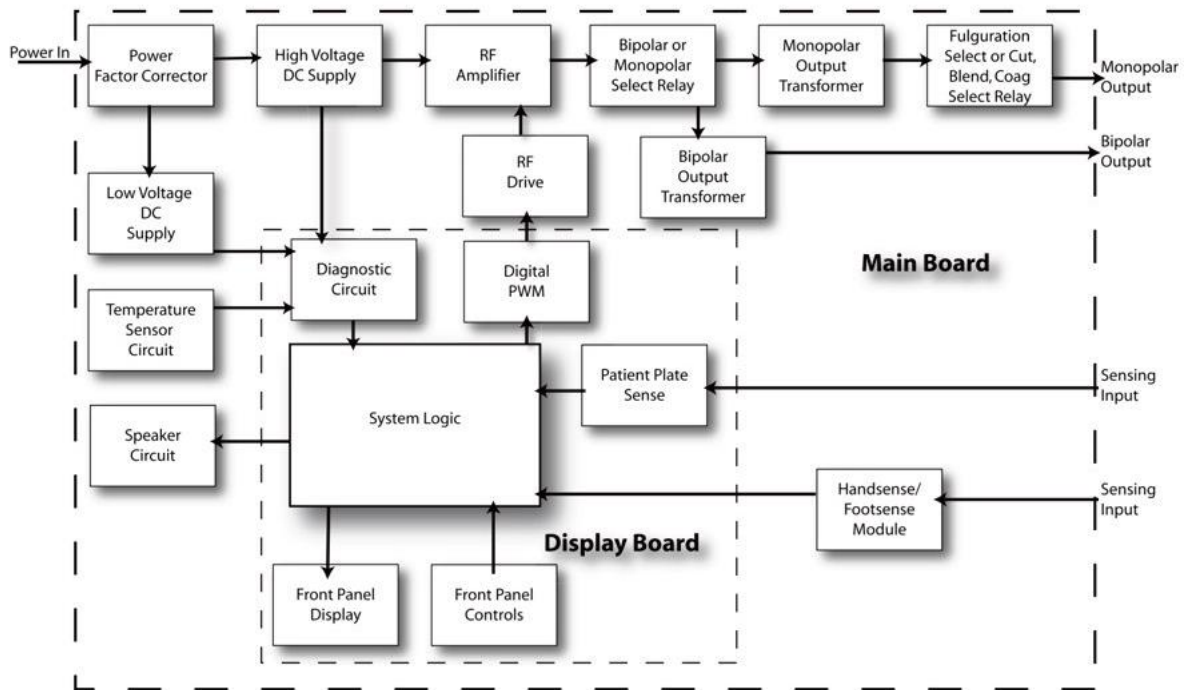 Power In
Power
Factor Corrector
High Voltage
DC Supply
RF
Amplifier
Bipolar or
Monopolar
Select Relay
Monopolar
Output
Transformer
Fulguration
Select or Cut,
Blend, Coag
Select Relay
Monopolar
Output
Low Voltage
DC
Supply
RF
Drive
Bipolar
Output
Transformer
Bipolar
Output
Diagnostic
Circuit
Digital
PWM
Main Board
Temperature
Sensor
Circuit
System Logic
Patient Plate
Sense
Sensing
Input
Speaker
Circuit
Handsense/
Footsense
Module
Sensing
Input
Display Board
Front Panel
Display
Front Panel
Controls